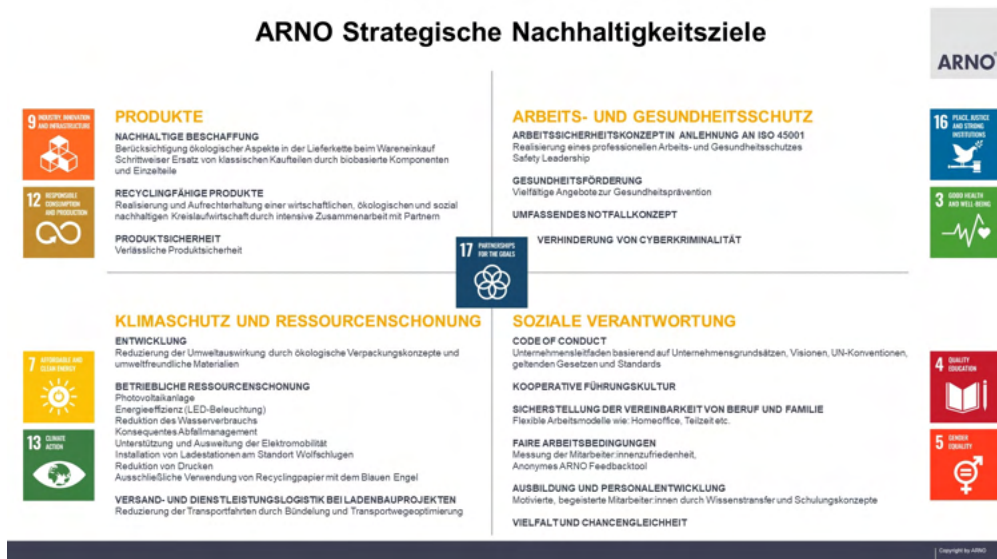 ARNO Strategische Nachhaltigkeitsziele
ARNO
9 INDUSTRY, INNOVATION
AND INFRASTRUCTURE
12 RESPONSIBLE
CONSUMPTION
AND PRODUCTION
PRODUKTE
NACHHALTIGE BESCHAFFUNG
Berücksichtigung ökologischer Aspekte in der Lieferkette beim Wareneinkauf
Schrittweiser Ersatz von klassischen Kaufteilen durch biobasierte Komponenten
und Einzelteile
RECYCLINGFÄHIGE PRODUKTE
Realisierung und Aufrechterhaltung einer wirtschaftlichen, ökologischen und sozial
nachhaltigen Kreislaufwirtschaft durch intensive Zusammenarbeit mit Partnern
PRODUKTSICHERHEIT
Verlässliche Produktsicherheit
ARBEITS- UND GESUNDHEITSSCHUTZ
ARBEITSSICHERHEITSKONZEPT IN ANLEHNUNG AN ISO 45001
Realisierung eines professionellen Arbeits- und Gesundheitsschutzes
Safety Leadership
GESUNDHEITSFÖRDERUNG
Vielfältige Angebote zur Gesundheitsprävention
UMFASSENDES NOTFALLKONZEPT
VERHINDERUNG VON CYBERKRIMINALITÄT
16 PEACE, JUSTICE
AND STRONG
INSTITUTIONS
3 GOOD HEALTH
AND WELL-BEING
17 PARTNERSHIPS
FOR THE GOALS
7 AFFORDABLE AND
CLEAN ENERGY
13 CLIMATE
ACTION
KLIMASCHUTZ UND RESSOURCENSCHONUNG
ENTWICKLUNG
Reduzierung der Umweltauswirkung durch ökologische Verpackungskonzepte und
umweltfreundliche Materialien
BETRIEBLICHE RESSOURCENSCHONUNG
Photovoltaikanlage
Energieeffizienz (LED-Beleuchtung)
Reduktion des Wasserverbrauchs
Konsequentes Abfallmanagement
Unterstützung und Ausweitung der Elektromobilität
Installation von Ladestationen am Standort Wolfschlugen
Reduktion von Drucken
Ausschließliche Verwendung von Recyclingpapier mit dem Blauen Engel
VERSAND- UND DIENSTLEISTUNGSLOGISTIK BEI LADENBAUPROJEKTEN
Reduzierung der Transportfahrten durch Bündelung und Transportwegeoptimierung
SOZIALE VERANTWORTUNG
CODE OF CONDUCT
Unternehmensleitfaden basierend auf Unternehmensgrundsätzen, Visionen, UN-Konventionen,
geltenden Gesetzen und Standards
KOOPERATIVE FÜHRUNGSKULTUR
SICHERSTELLUNG DER VEREINBARKEIT VON BERUF UND FAMILIE
Flexible Arbeitsmodelle wie: Homeoffice, Teilzeit etc.
FAIRE ARBEITSBEDINGUNGEN
Messung der Mitarbeiter:innenzufriedenheit,
Anonymes ARNO Feedbacktool
AUSBILDUNG UND PERSONALENTWICKLUNG
Motivierte, begeisterte Mitarbeiter:innen durch Wissenstransfer und Schulungskonzepte
VIELFALT UND CHANCENGLEICHHEIT
4 QUALITY
EDUCATION
5 GENDER
EQUALITY
Copyright by ARNO